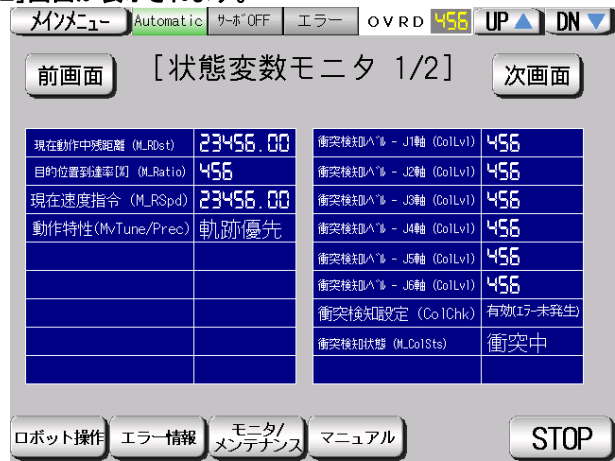 メインメニュー Automatic サーボOFF エラー OVRD 456 UP▲ DN▼
前画面 [状態変数モニタ 1/2] 次画面
現在動作中残距離 (M_RDst) 23456.00
目的位置到達率[%] (M_Ratio) 456
現在速度指令 (M_RSpd) 23456.00
動作特性(MvTune/Prec) 軌跡優先
衝突検知レベル - J1軸 (ColLvl) 456
衝突検知レベル - J2軸 (ColLvl) 456
衝突検知レベル - J3軸 (ColLvl) 456
衝突検知レベル - J4軸 (ColLvl) 456
衝突検知レベル - J5軸 (ColLvl) 456
衝突検知レベル - J6軸 (ColLvl) 456
衝突検知設定 (ColChk) 有効(エラー未発生)
衝突検知状態 (M_ColSts) 衝突中
ロボット操作 エラー情報 モニタ/ マニュアル STOP
メンテナンス